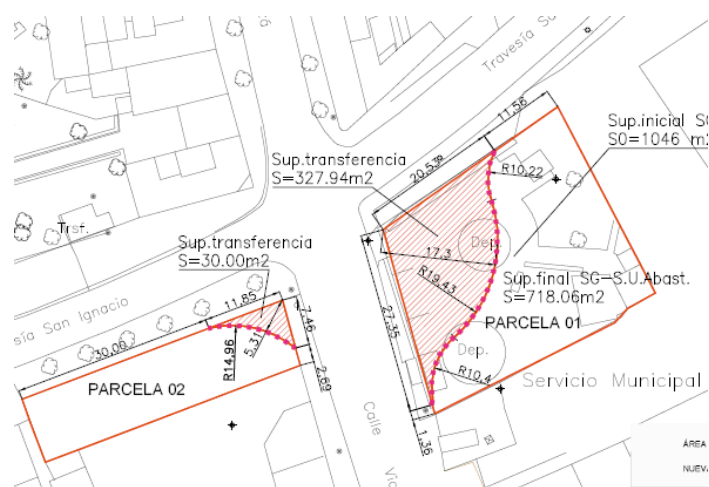 Travesía S
11,56
Sup.inicial SG
S0=1046 m2
20,53
R10,22
Sup.transferencia
S=327.94m2
Trsf.
Sup.transferencia
S=30.00m2
17,3
Dep.
R19,43
Sup.final SG-S.U.Abast.
S=718.06m2
PARCELA 01
27,35
11,85
7,46
sía San Ignacio
30,00
R14,96
5,31
2,69
PARCELA 02
Dep.
R10,4
Servicio Municipal
Calle
Vic
1,36
ÁREA
NUEVA